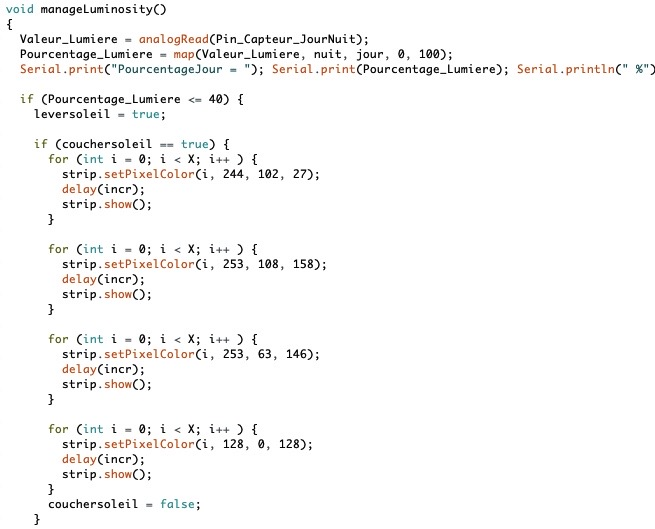 void manageLuminosity()
{
  Valeur_Lumiere = analogRead(Pin_Capteur_JourNuit);
  Pourcentage_Lumiere = map(Valeur_Lumiere, nuit, jour, 0, 100);
  Serial.print("PourcentageJour = "); Serial.print(Pourcentage_Lumiere); Serial.println(" %")

  if (Pourcentage_Lumiere <= 40) {
    leversoleil = true;

    if (couchersoleil == true) {
      for (int i = 0; i < X; i++ ) {
        strip.setPixelColor(i, 244, 102, 27);
        delay(incr);
        strip.show();
      }

      for (int i = 0; i < X; i++ ) {
        strip.setPixelColor(i, 253, 108, 158);
        delay(incr);
        strip.show();
      }

      for (int i = 0; i < X; i++ ) {
        strip.setPixelColor(i, 253, 63, 146);
        delay(incr);
        strip.show();
      }

      for (int i = 0; i < X; i++ ) {
        strip.setPixelColor(i, 128, 0, 128);
        delay(incr);
        strip.show();
      }
      couchersoleil = false;
    }